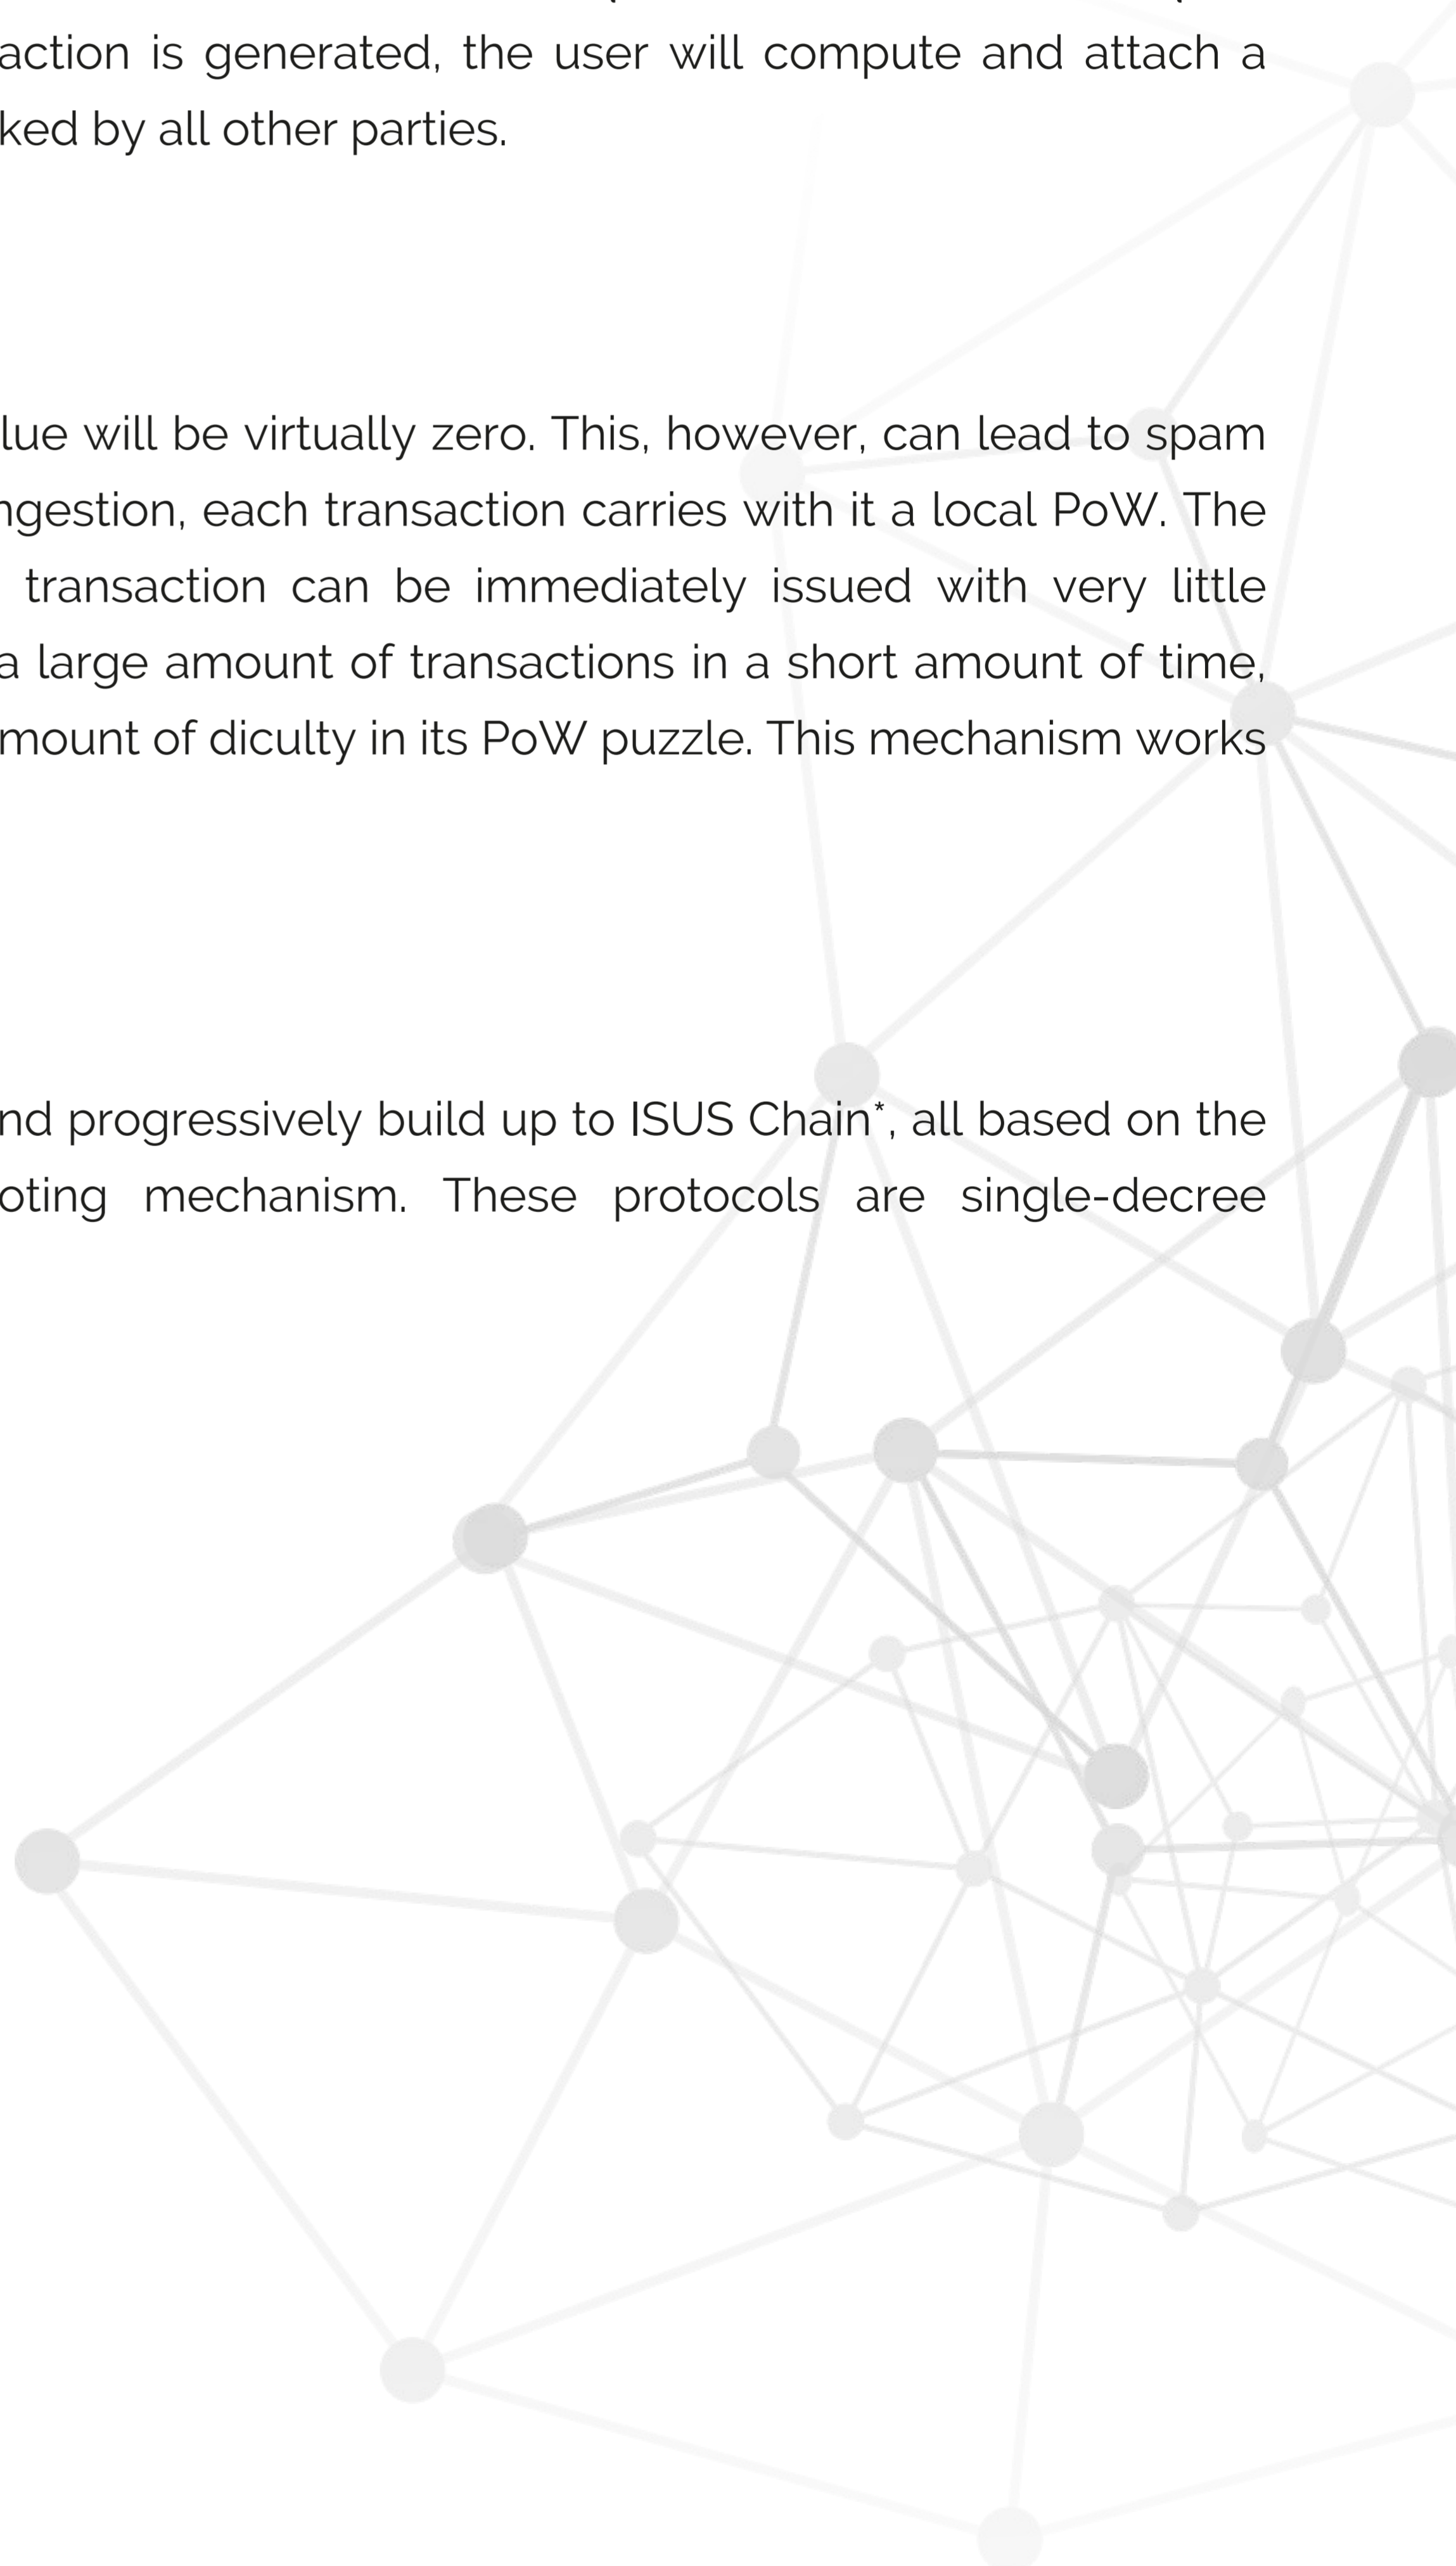 action is generated, the user will compute and attach a
ked by all other parties.
lue will be virtually zero. This, however, can lead to spam
ngestion, each transaction carries with it a local PoW. The
transaction can be immediately issued with very little
a large amount of transactions in a short amount of time,
mount of diculty in its PoW puzzle. This mechanism works
nd progressively build up to ISUS Chain*, all based on the
oting mechanism. These protocols are single-decree